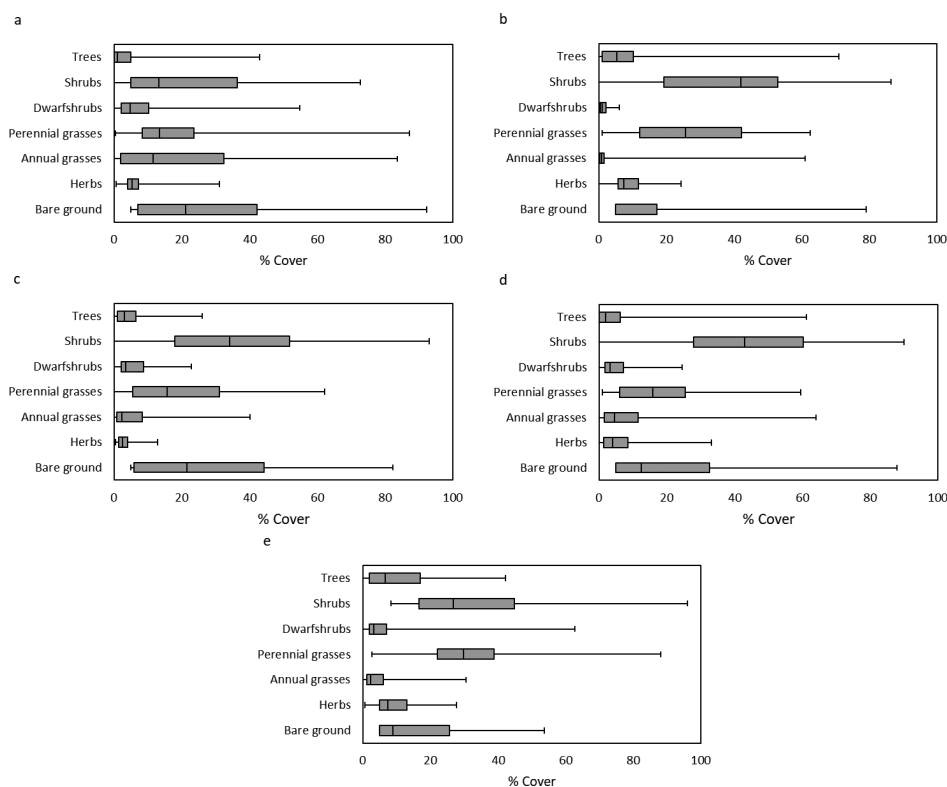 a
Trees
Shrubs
Dwarfshrubs
Perennial grasses
Annual grasses
Herbs
Bare ground
0 20 40 60 80 100
% Cover
b
Trees
Shrubs
Dwarfshrubs
Perennial grasses
Annual grasses
Herbs
Bare ground
0 20 40 60 80 100
% Cover
c
Trees
Shrubs
Dwarfshrubs
Perennial grasses
Annual grasses
Herbs
Bare ground
0 20 40 60 80 100
% Cover
d
Trees
Shrubs
Dwarfshrubs
Perennial grasses
Annual grasses
Herbs
Bare ground
0 20 40 60 80 100
% Cover
e
Trees
Shrubs
Dwarfshrubs
Perennial grasses
Annual grasses
Herbs
Bare ground
0 20 40 60 80 100
% Cover